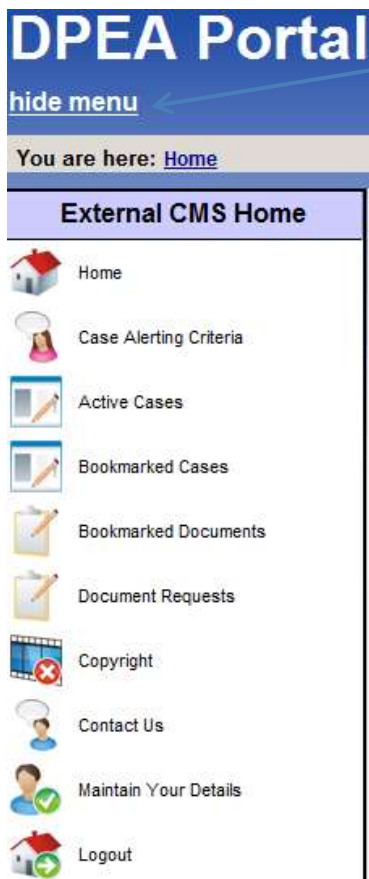 DPEA Portal
hide menu
You are here: Home
External CMS Home
Home
Case Alerting Criteria
Active Cases
Bookmarked Cases
Bookmarked Documents
Document Requests
Copyright
Contact Us
Maintain Your Details
Logout